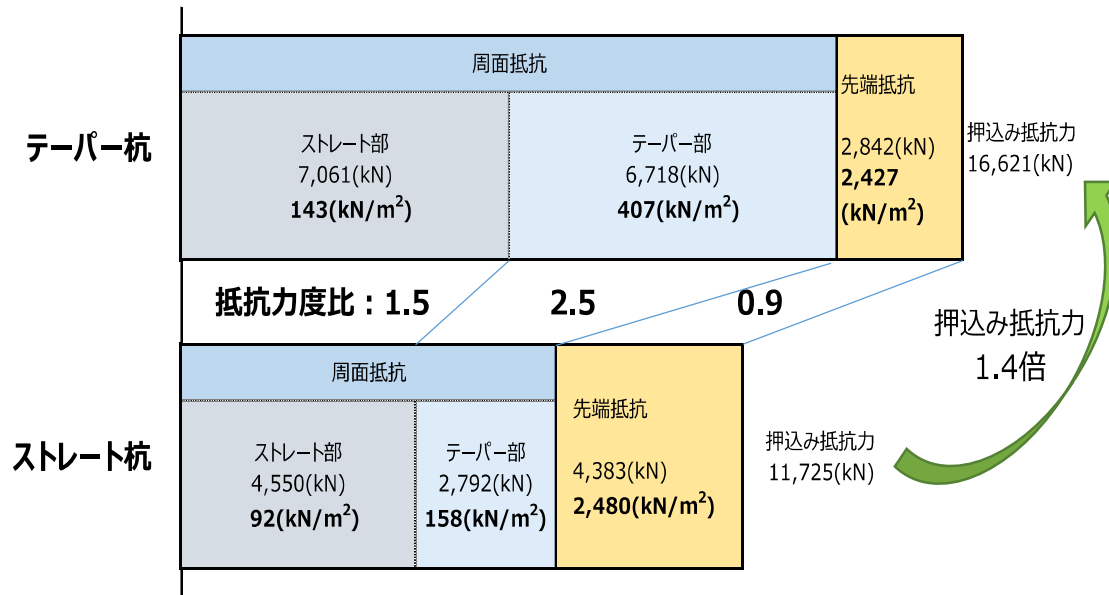 周面抵抗
テーパー杭
ストレート部
7,061(kN)
143(kN/m²)
テーパー部
6,718(kN)
407(kN/m²)
先端抵抗
2,842(kN)
2,427
(kN/m²)
押込み抵抗力
16,621(kN)
抵抗力度比：1.5 2.5 0.9
押込み抵抗力
1.4倍
周面抵抗
ストレート杭
ストレート部
4,550(kN)
92(kN/m²)
テーパー部
2,792(kN)
158(kN/m²)
先端抵抗
4,383(kN)
2,480(kN/m²)
押込み抵抗力
11,725(kN)